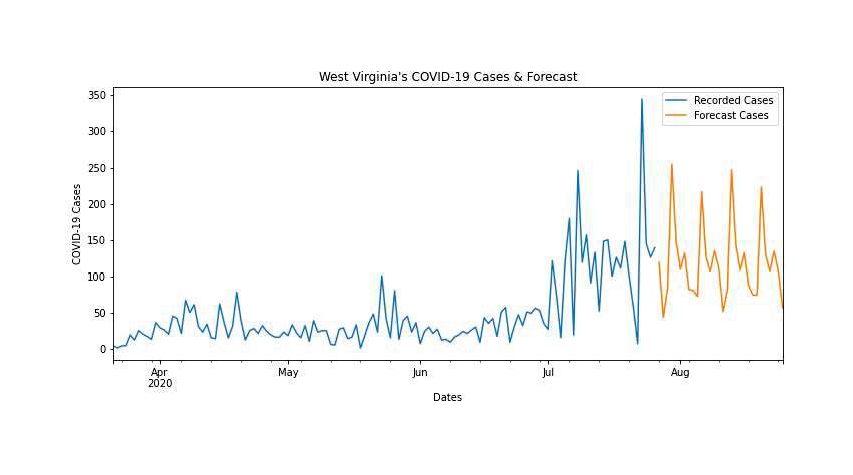 West Virginia's COVID-19 Cases & Forecast
Recorded Cases
Forecast Cases
COVID-19 Cases
350
300
250
200
150
100
50
0
Apr
2020
May
Jun
Jul
Aug
Dates